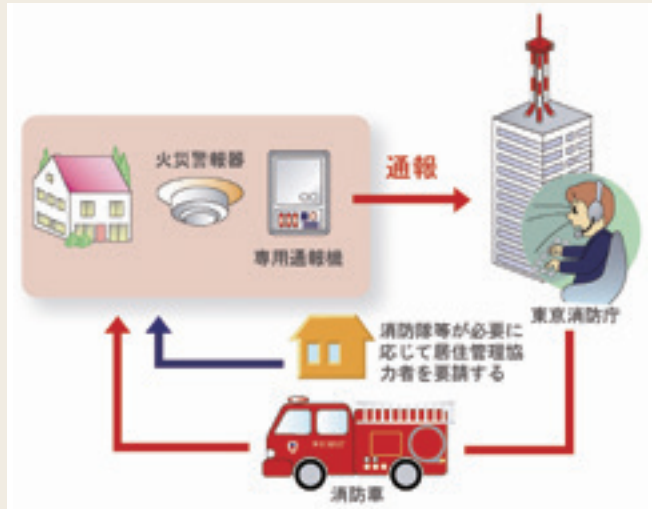 火災警報器
専用通報機
通報
東京消防庁
消防隊等が必要に
応じて居住管理協
力者を要請する
消防車